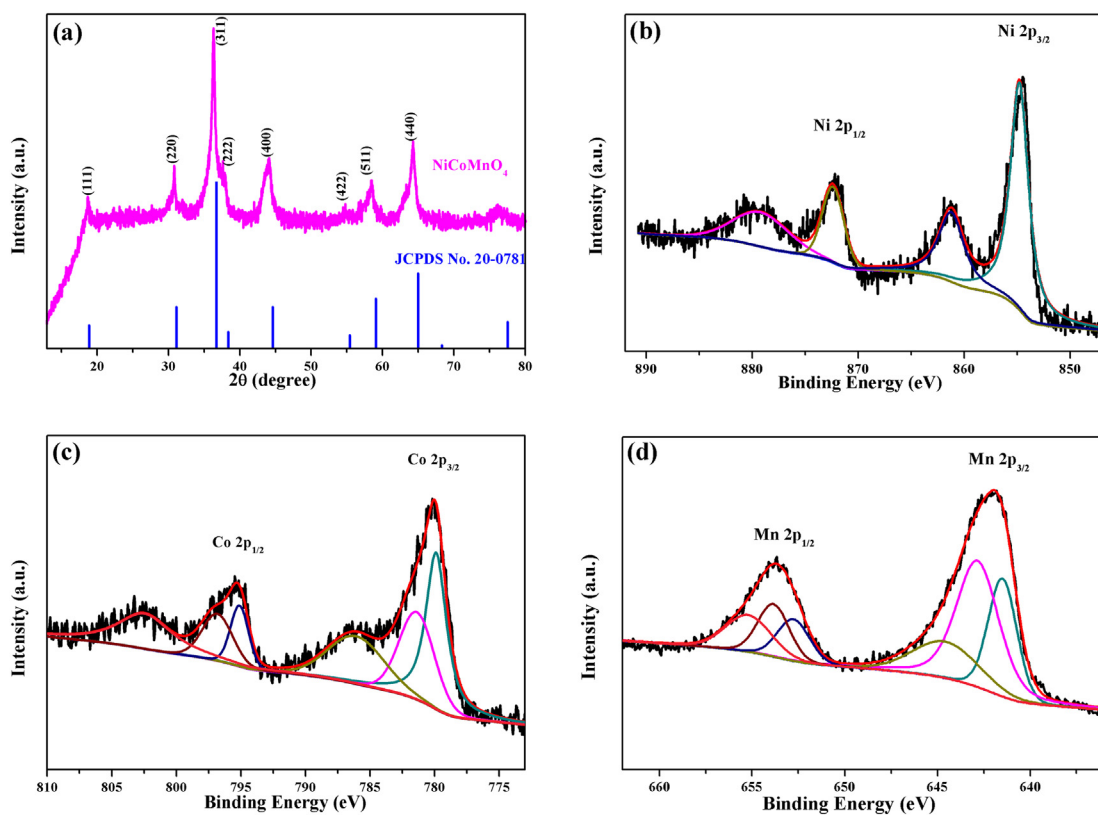 (a)
(111)
(220)
(311)
(222)
(400)
(422)
(511)
(440)
NiCoMnO₄
JCPDS No. 20-0781
Intensity (a.u.)
20 30 40 50 60 70 80
2θ (degree)
(b)
Ni 2p₃/₂
Ni 2p₁/₂
Intensity (a.u.)
890 880 870 860 850
Binding Energy (eV)
(c)
Co 2p₃/₂
Co 2p₁/₂
Intensity (a.u.)
810 805 800 795 790 785 780 775
Binding Energy (eV)
(d)
Mn 2p₃/₂
Mn 2p₁/₂
Intensity (a.u.)
660 655 650 645 640
Binding Energy (eV)